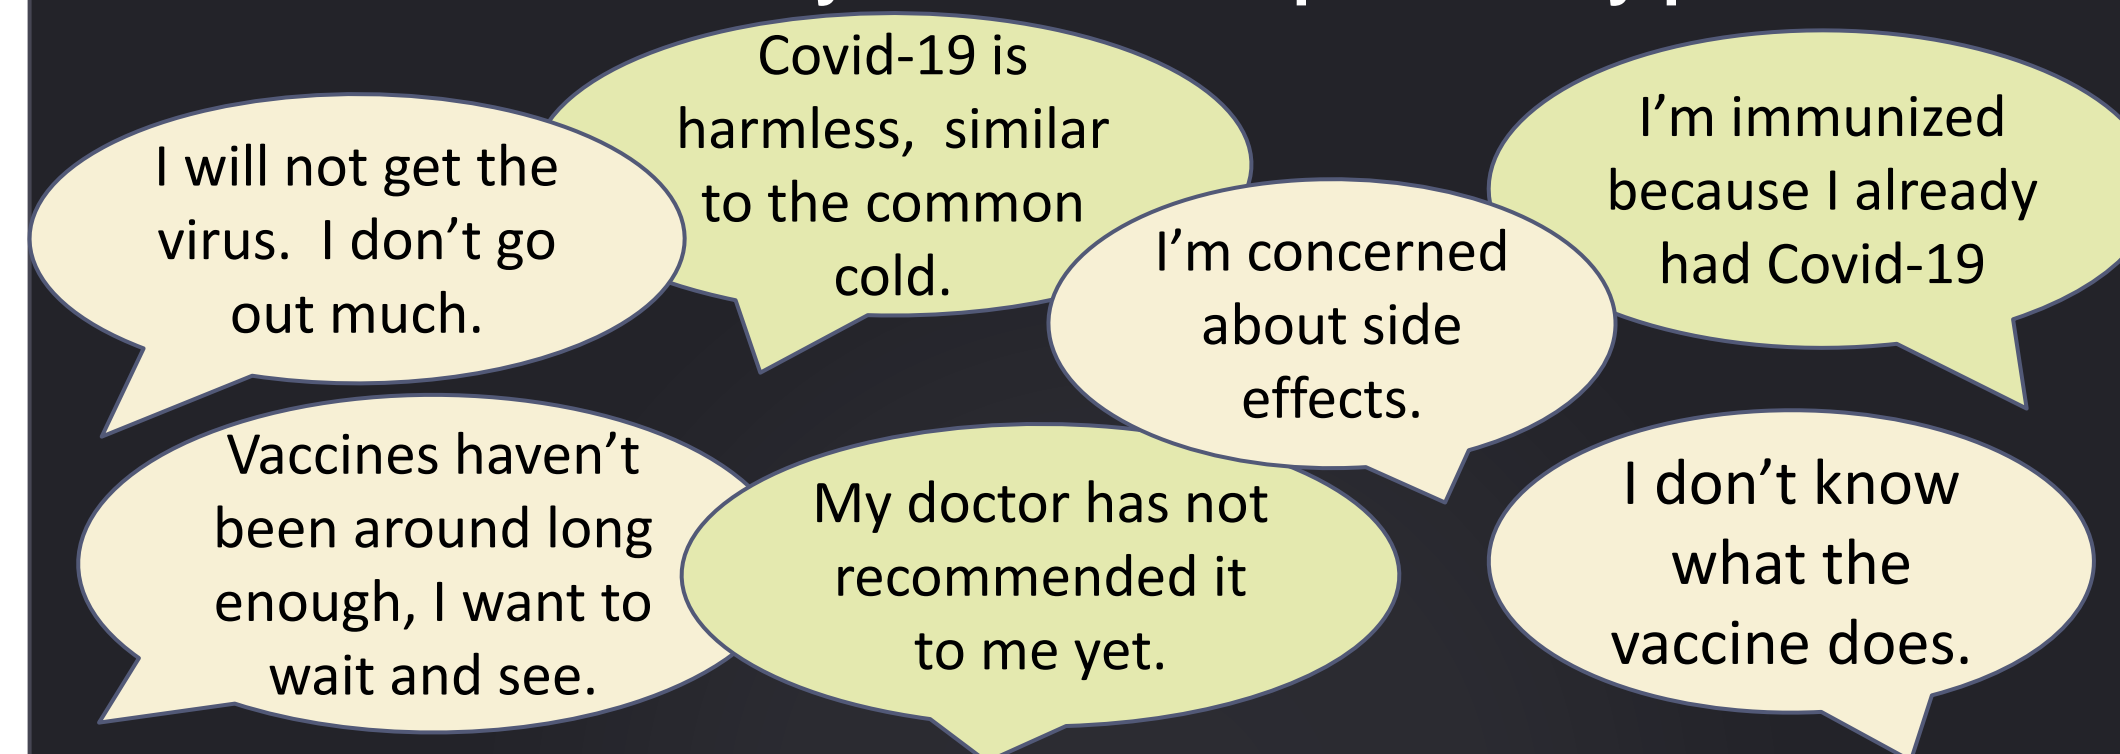 I will not get the
virus.  I don’t go
out much.
Covid-19 is
harmless,  similar
to the common
cold.
I’m concerned
about side
effects.
I’m immunized
because I already
had Covid-19
Vaccines haven’t
been around long
enough, I want to
wait and see.
My doctor has not
recommended it
to me yet.
I don’t know
what the
vaccine does.